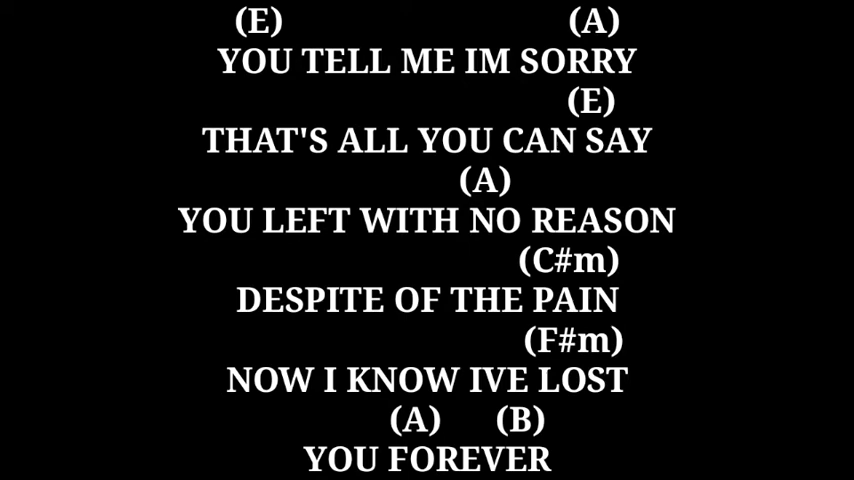 (E) (A)
YOU TELL ME IM SORRY
(E)
THAT'S ALL YOU CAN SAY
(A)
YOU LEFT WITH NO REASON
(C#m)
DESPITE OF THE PAIN
(F#m)
NOW I KNOW IVE LOST
(A) (B)
YOU FOREVER